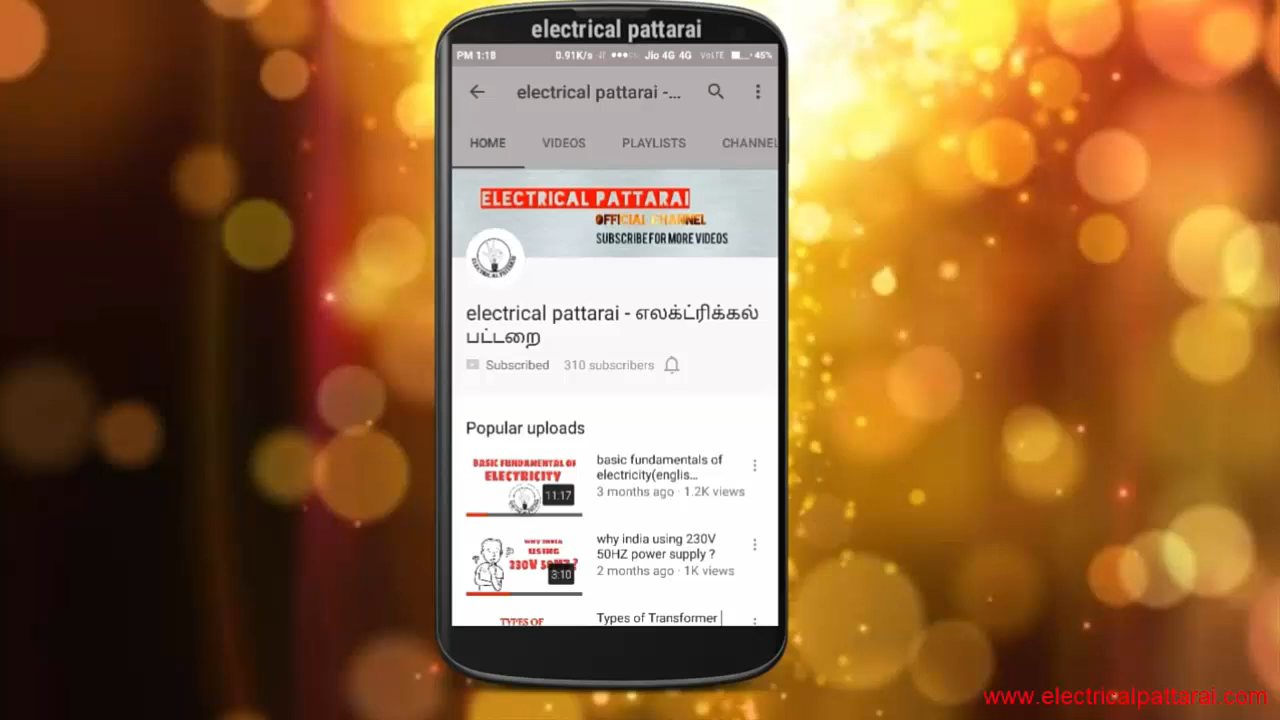 electrical pattarai
PM 1:18 0.91K/s Jio 4G 4G VoLTE 45%
electrical pattarai -...
HOME VIDEOS PLAYLISTS CHANNEL
ELECTRICAL PATTARAI
OFFICIAL CHANNEL
SUBSCRIBE FOR MORE VIDEOS
ELECTRICAL PATTARAI
electrical pattarai - எலக்ட்ரிக்கல்
பட்டறை
Subscribed 310 subscribers
Popular uploads
BASIC FUNDAMENTAL OF
ELECTRICITY
11:17
basic fundamentals of
electricity(englis...
3 months ago · 1.2K views
WHY INDIA
USING
230V 50HZ ?
3:10
why india using 230V
50HZ power supply ?
2 months ago · 1K views
TYPES OF
Types of Transformer |
www.electricalpattarai.com